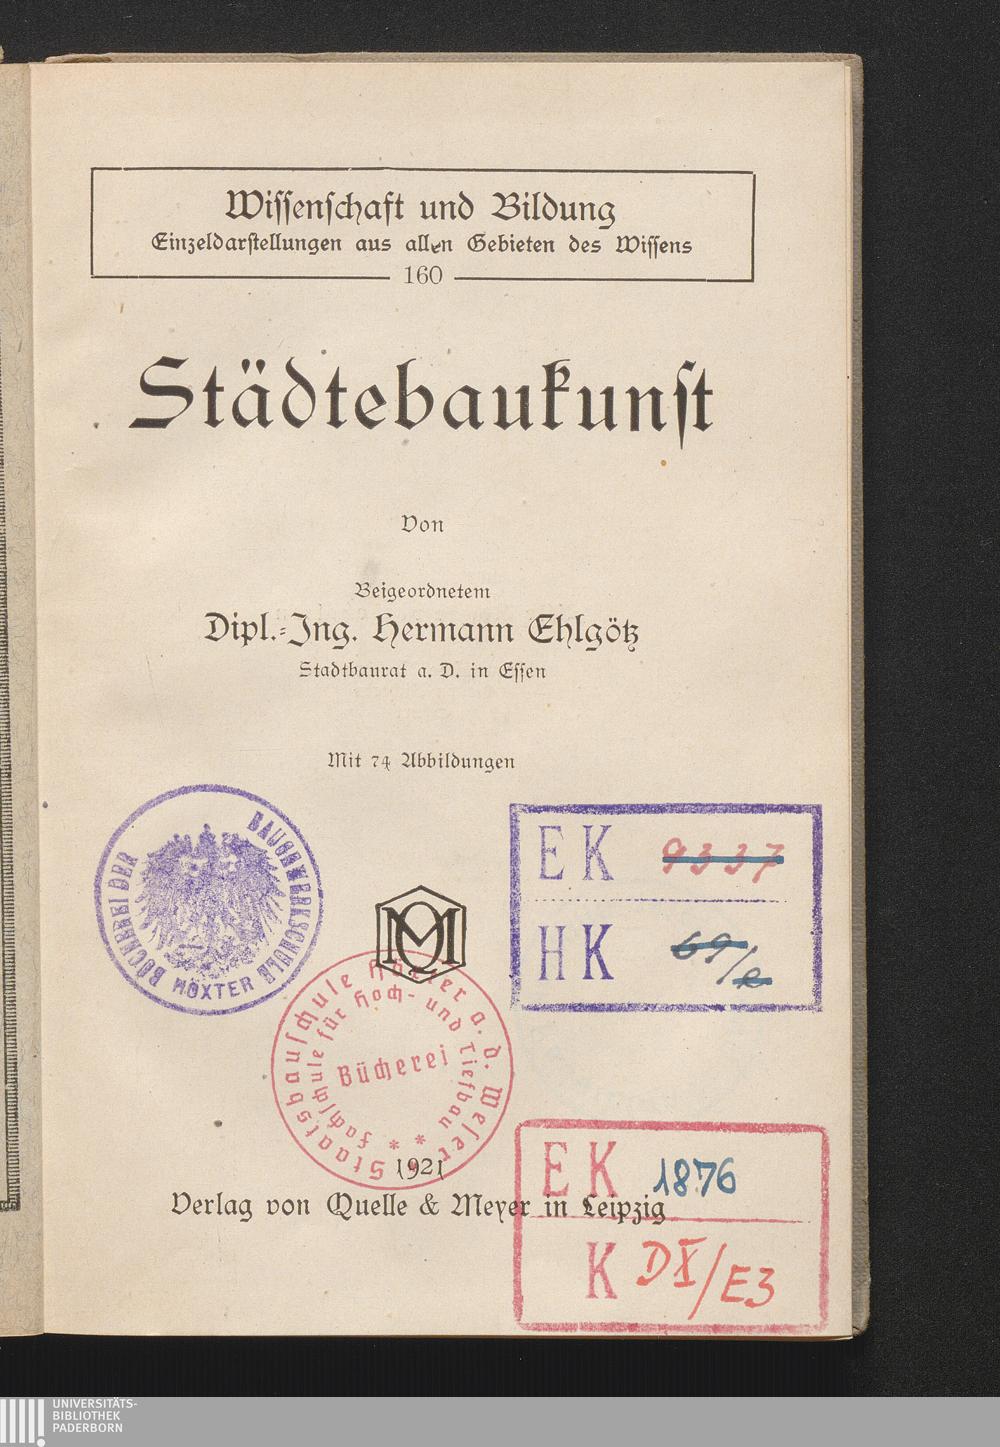 Wissenschaft und Bildung
Einzeldarstellungen aus allen Gebieten des Wissens
160
Städtebaukunst
Von
Beigeordnetem
Dipl.-Ing. Hermann Ehlgötz
Stadtbaurat a. D. in Essen
Mit 74 Abbildungen
BÜCHEREI DER BAUGEWERKSCHULE
HÖXTER
EK 9337
HK 69/e
QM
Staatsbauschule Höxter a. d. Weser
Fachschule für Hoch- und Tiefbau
Bücherei
1921
Verlag von Quelle & Meyer in Leipzig
EK 1876
K DX/E3
UNIVERSITÄTS-
BIBLIOTHEK
PADERBORN